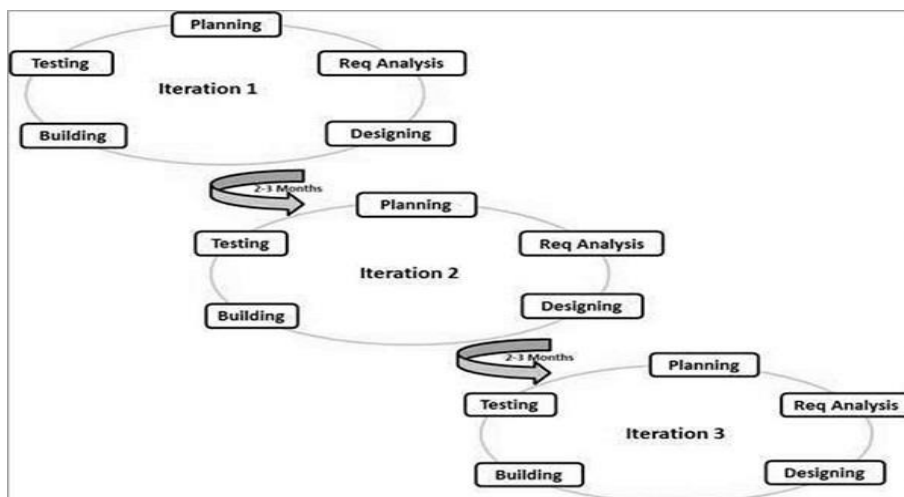 Planning
Testing
Req Analysis
Iteration 1
Building
Designing
2-3 Months
Planning
Testing
Req Analysis
Iteration 2
Building
Designing
2-3 Months
Planning
Testing
Req Analysis
Iteration 3
Building
Designing